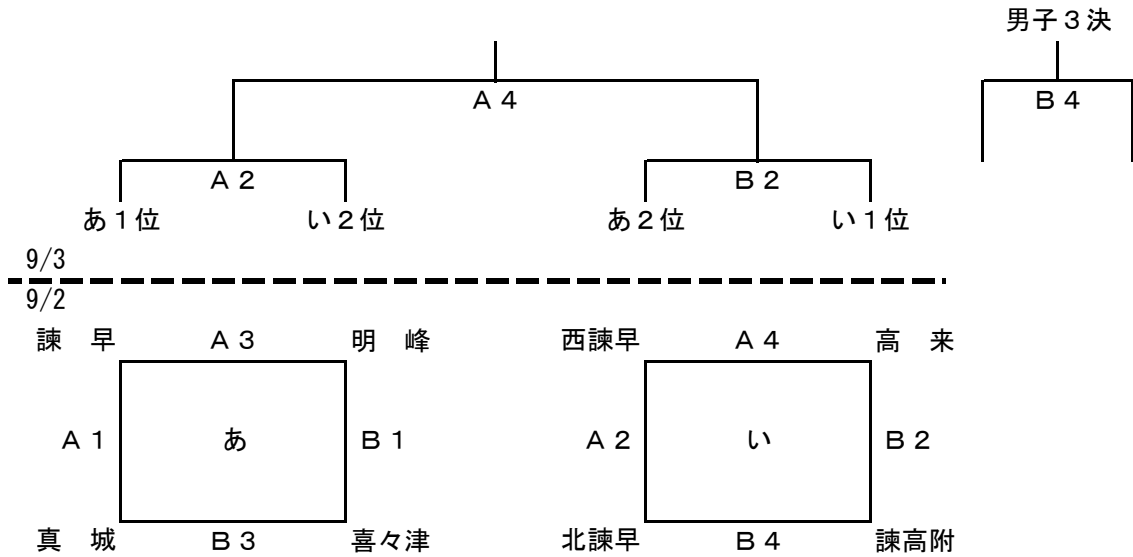 男子３決
Ａ４ Ｂ４
Ａ２ Ｂ２
あ１位 い２位 あ２位 い１位
9/3
9/2
諫　早 Ａ３ 明　峰 西諫早 Ａ４ 高　来
Ａ１ あ Ｂ１ Ａ２ い Ｂ２
真　城 Ｂ３ 喜々津 北諫早 Ｂ４ 諫高附